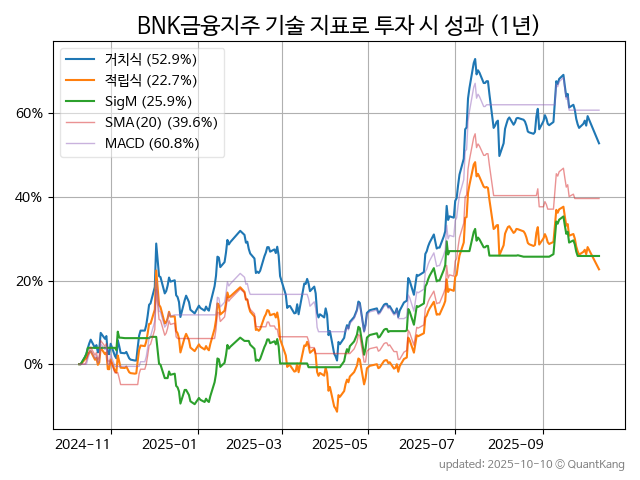 BNK금융지주 기술 지표로 투자 시 성과 (1년)
거치식 (52.9%)
적립식 (22.7%)
SigM (25.9%)
SMA(20) (39.6%)
MACD (60.8%)
60%
40%
20%
0%
2024-11 2025-01 2025-03 2025-05 2025-07 2025-09
updated: 2025-10-10 © QuantKang